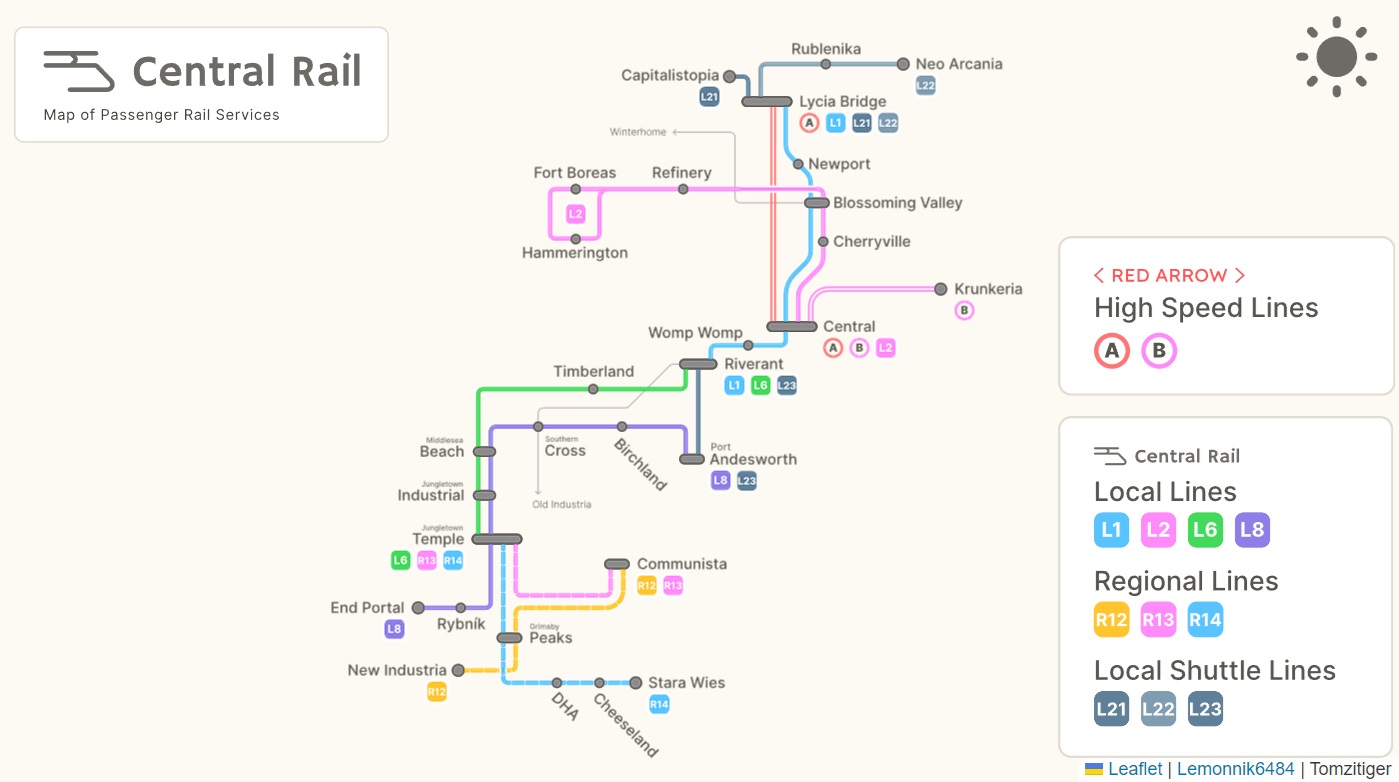 Central Rail
Map of Passenger Rail Services
Rublenika
Capitalistopia
L21
Neo Arcania
L22
Lycia Bridge
A L1 L21 L22
Winterhome
Newport
Fort Boreas
Refinery
L2
Blossoming Valley
Hammerington
Cherryville
Krunkeria
B
Womp Womp
Central
A B L2
Riverant
L1 L6 L23
Timberland
Middlesea
Beach
Southern
Cross
Birchland
Port
Andesworth
L8 L23
Jungletown
Industrial
Old Industria
Jungletown
Temple
L6 R13 R14
Communista
R12 R13
End Portal
L8
Rybník
Grimsby
Peaks
New Industria
R12
DHA
Cheeseland
Stara Wies
R14
< RED ARROW >
High Speed Lines
A B
Central Rail
Local Lines
L1 L2 L6 L8
Regional Lines
R12 R13 R14
Local Shuttle Lines
L21 L22 L23
Leaflet | Lemonnik6484 | Tomzitiger